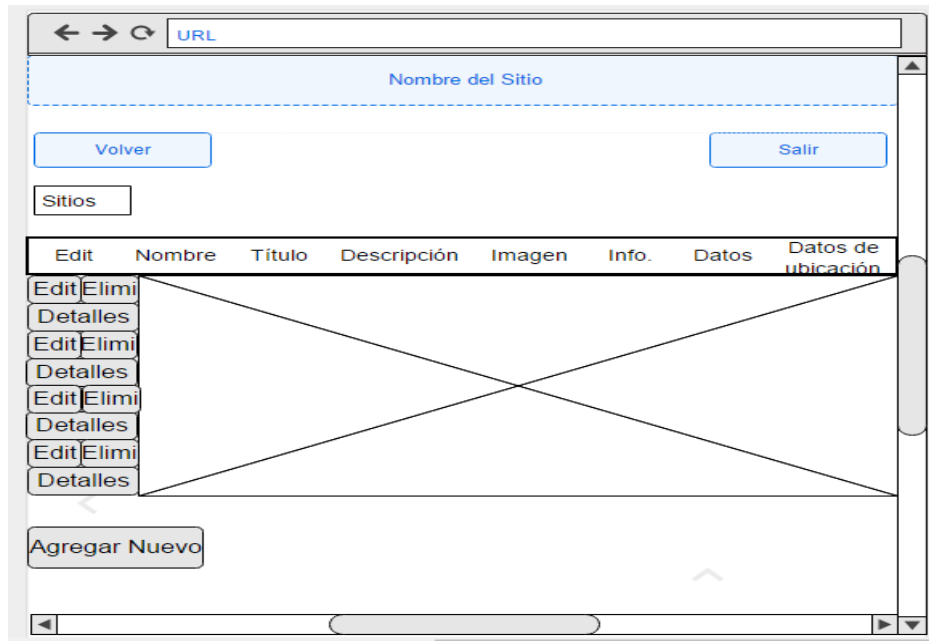 URL
Nombre del Sitio
Volver Salir
Sitios
Edit Nombre Título Descripción Imagen Info. Datos Datos de
ubicación
Edit Elimi
Detalles
Edit Elimi
Detalles
Edit Elimi
Detalles
Edit Elimi
Detalles
Agregar Nuevo